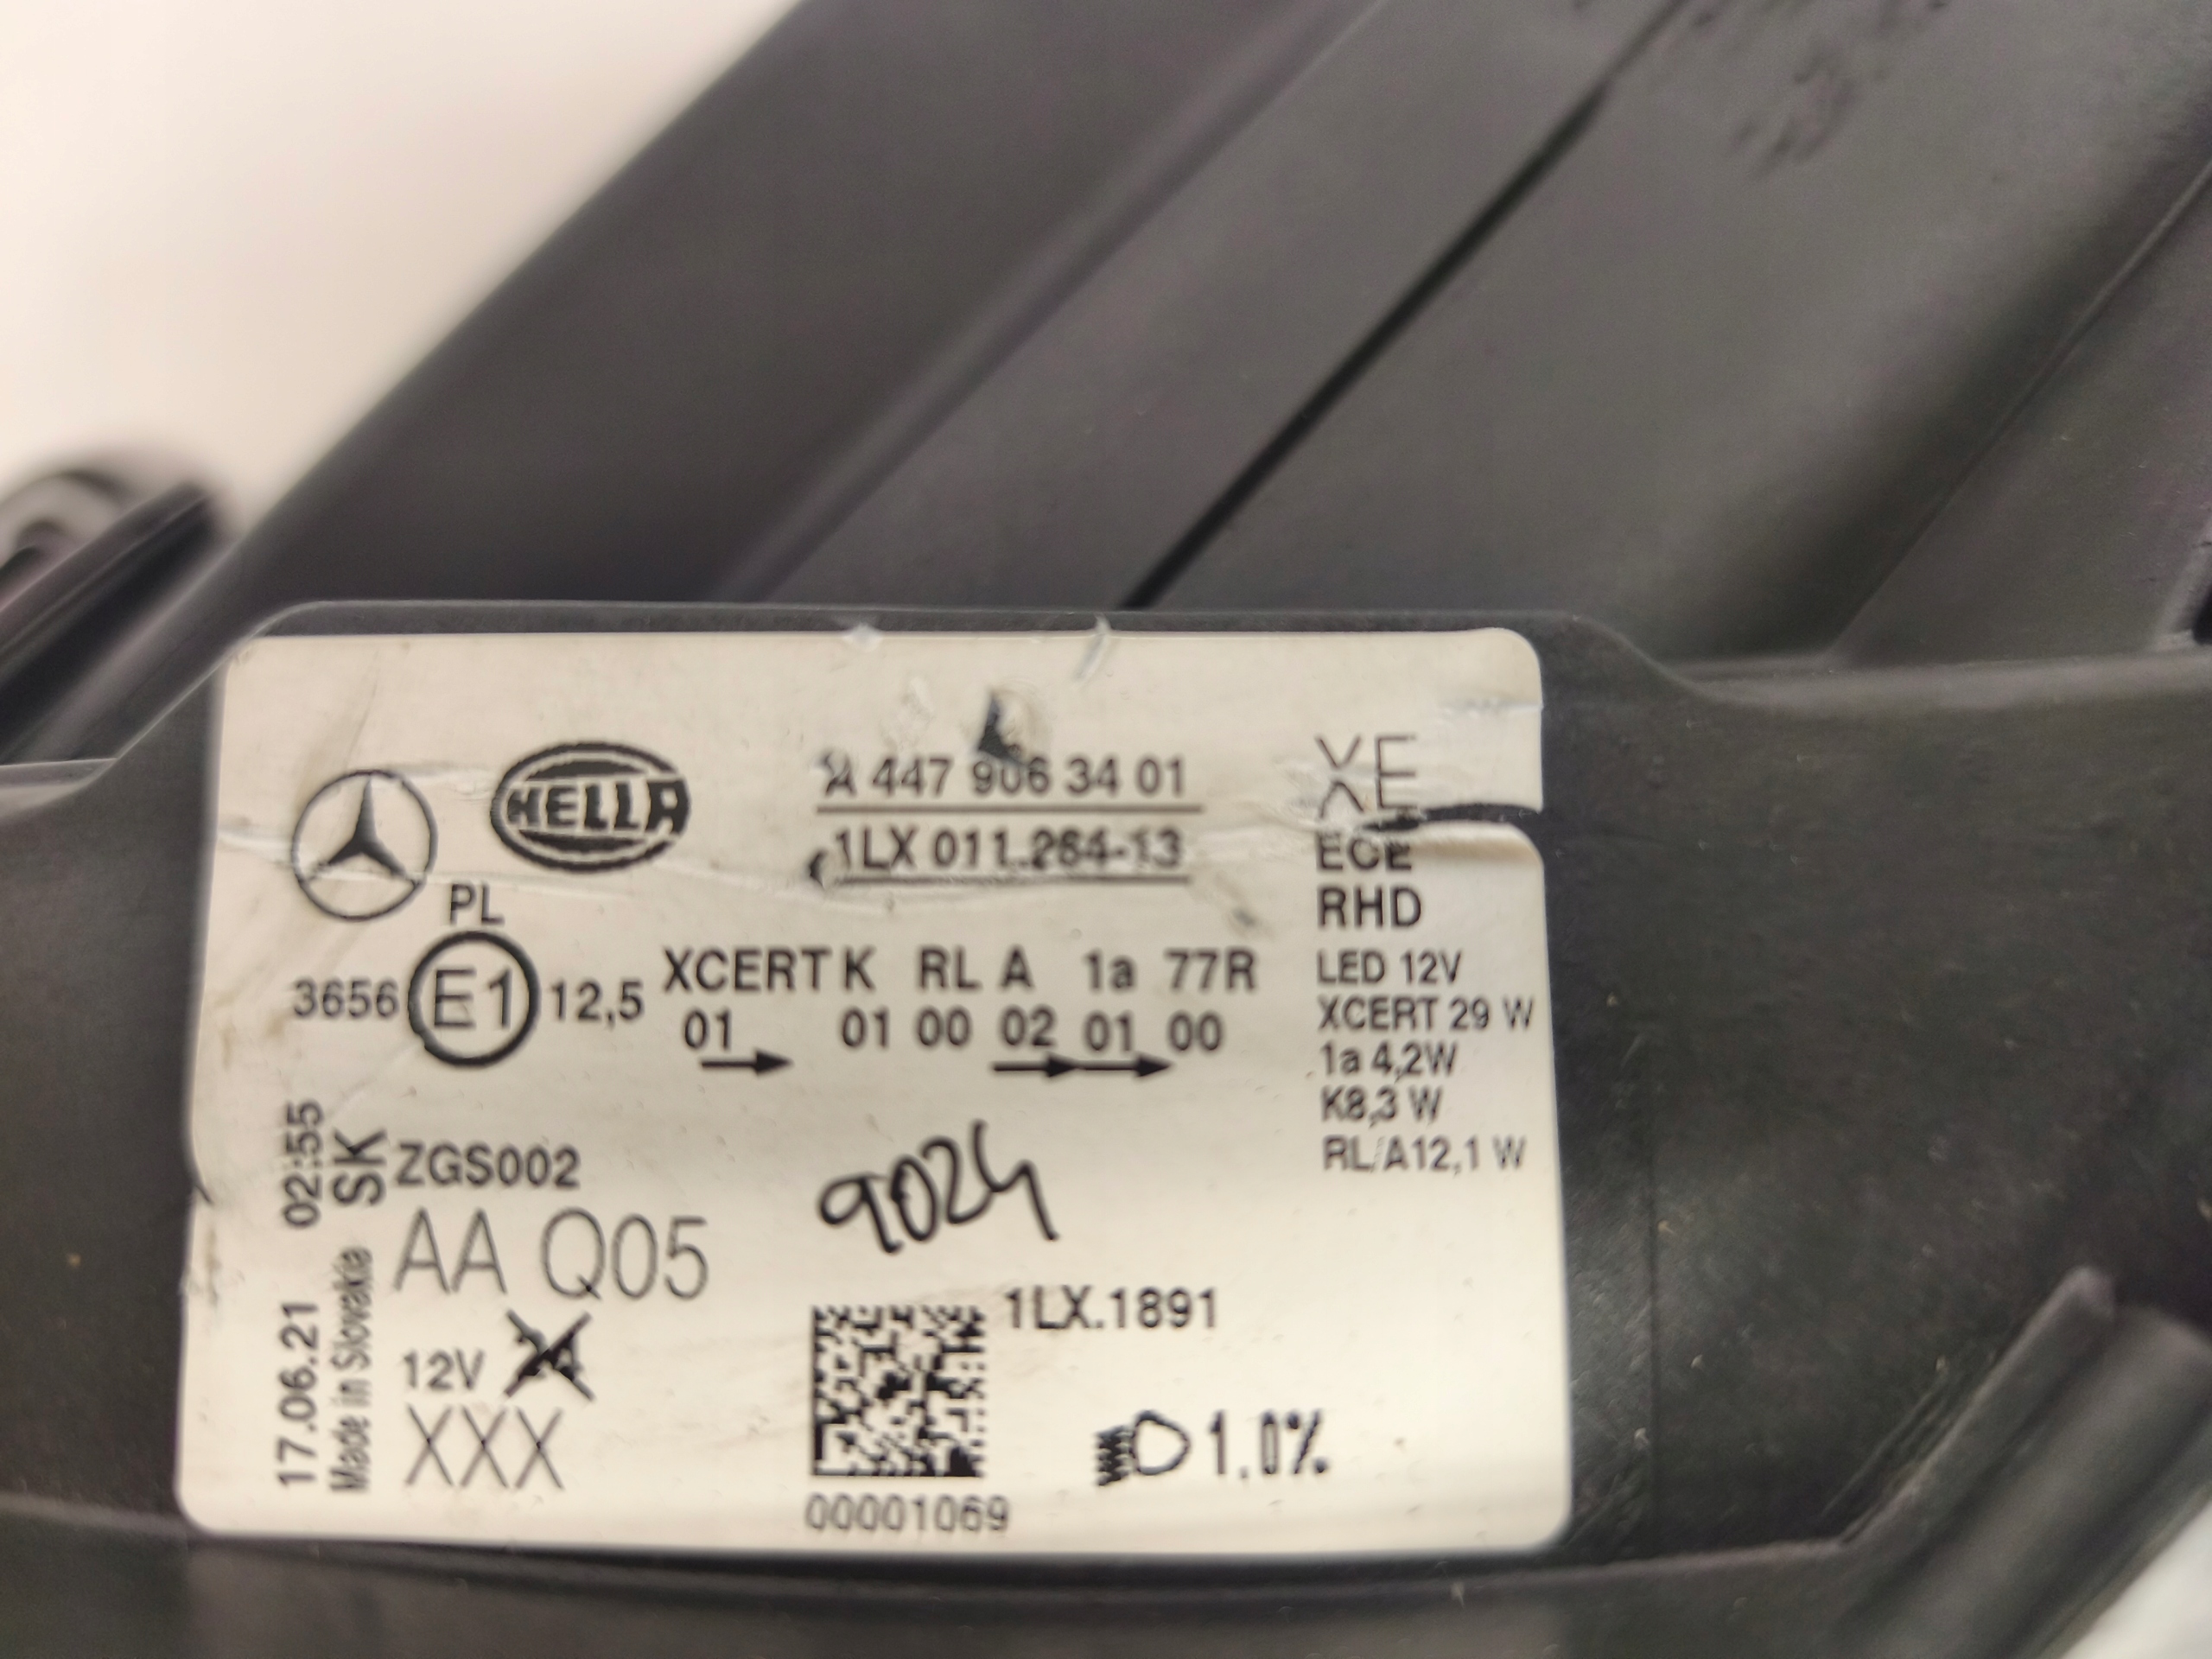 HELLA
A 447 906 34 01
1LX 011.264-13
XE
ECE
RHD
PL
3656 E1 12,5
XCERT K RL A 1a 77R
01 01 00 02 01 00
LED 12V
XCERT 29 W
1a 4,2W
K8,3 W
RL/A12,1 W
17.06.21 02:55
Made in Slovakia SK
ZGS002
AA Q05
12V
XXX
9024
1LX.1891
00001069
1.0%